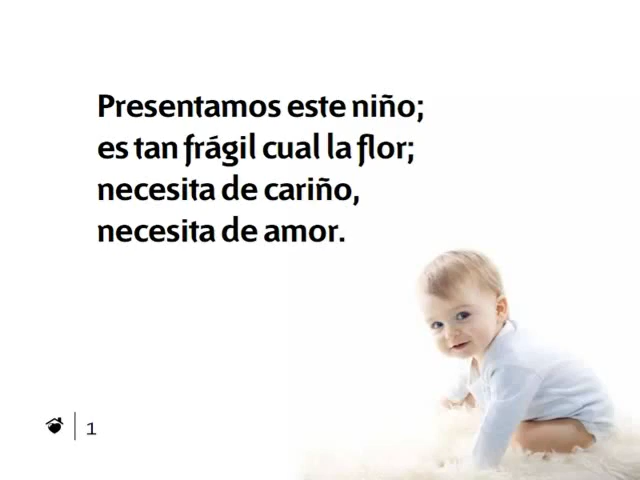 Presentamos este niño;
es tan frágil cual la flor;
necesita de cariño,
necesita de amor.
1